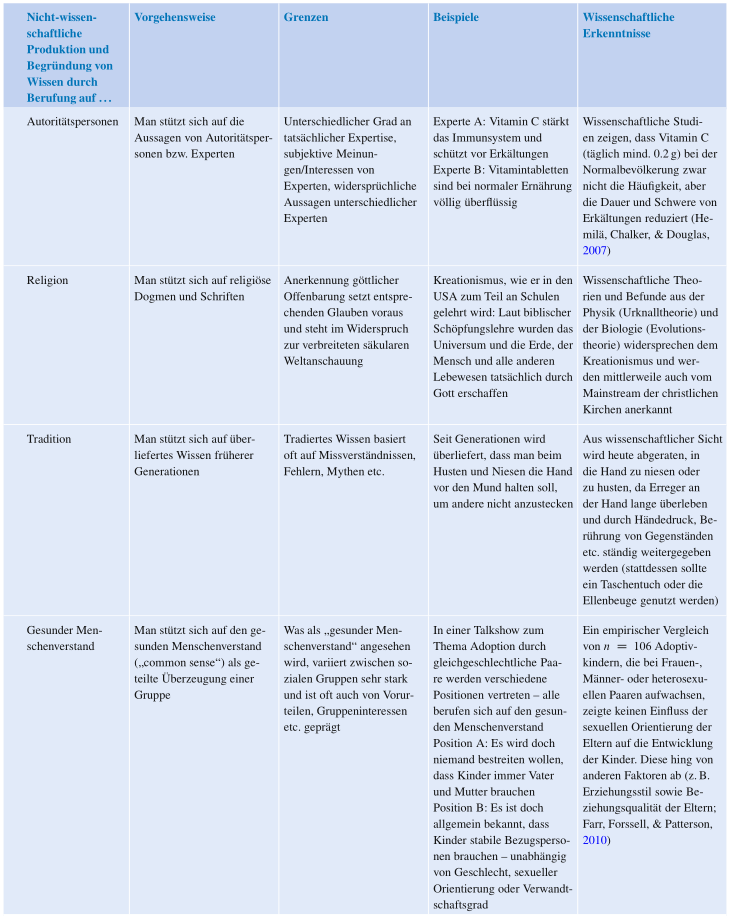 Nicht-wissen-
schaftliche
Produktion und
Begründung von
Wissen durch
Berufung auf …
Vorgehensweise
Grenzen
Beispiele
Wissenschaftliche
Erkenntnisse
Autoritätspersonen
Man stützt sich auf die
Aussagen von Autoritätsper-
sonen bzw. Experten
Unterschiedlicher Grad an
tatsächlicher Expertise,
subjektive Meinun-
gen/Interessen von
Experten, widersprüchliche
Aussagen unterschiedlicher
Experten
Experte A: Vitamin C stärkt
das Immunsystem und
schützt vor Erkältungen
Experte B: Vitamintabletten
sind bei normaler Ernährung
völlig überflüssig
Wissenschaftliche Studi-
en zeigen, dass Vitamin C
(täglich mind. 0.2 g) bei der
Normalbevölkerung zwar
nicht die Häufigkeit, aber
die Dauer und Schwere von
Erkältungen reduziert (He-
milä, Chalker, & Douglas,
2007)
Religion
Man stützt sich auf religiöse
Dogmen und Schriften
Anerkennung göttlicher
Offenbarung setzt entspre-
chenden Glauben voraus
und steht im Widerspruch
zur verbreiteten säkularen
Weltanschauung
Kreationismus, wie er in den
USA zum Teil an Schulen
gelehrt wird: Laut biblischer
Schöpfungslehre wurden das
Universum und die Erde, der
Mensch und alle anderen
Lebewesen tatsächlich durch
Gott erschaffen
Wissenschaftliche Theo-
rien und Befunde aus der
Physik (Urknalltheorie) und
der Biologie (Evolutions-
theorie) widersprechen dem
Kreationismus und wer-
den mittlerweile auch vom
Mainstream der christlichen
Kirchen anerkannt
Tradition
Man stützt sich auf über-
liefertes Wissen früherer
Generationen
Tradiertes Wissen basiert
oft auf Missverständnissen,
Fehlern, Mythen etc.
Seit Generationen wird
überliefert, dass man beim
Husten und Niesen die Hand
vor den Mund halten soll,
um andere nicht anzustecken
Aus wissenschaftlicher Sicht
wird heute abgeraten, in
die Hand zu niesen oder
zu husten, da Erreger an
der Hand lange überleben
und durch Händedruck, Be-
rührung von Gegenständen
etc. ständig weitergegeben
werden (stattdessen sollte
ein Taschentuch oder die
Ellenbeuge genutzt werden)
Gesunder Men-
schenverstand
Man stützt sich auf den ge-
sunden Menschenverstand
(„common sense“) als ge-
teilte Überzeugung einer
Gruppe
Was als „gesunder Men-
schenverstand“ angesehen
wird, variiert zwischen so-
zialen Gruppen sehr stark
und ist oft auch von Vorur-
teilen, Gruppeninteressen
etc. geprägt
In einer Talkshow zum
Thema Adoption durch
gleichgeschlechtliche Paa-
re werden verschiedene
Positionen vertreten – alle
berufen sich auf den gesun-
den Menschenverstand
Position A: Es wird doch
niemand bestreiten wollen,
dass Kinder immer Vater
und Mutter brauchen
Position B: Es ist doch
allgemein bekannt, dass
Kinder stabile Bezugsperso-
nen brauchen – unabhängig
von Geschlecht, sexueller
Orientierung oder Verwandt-
schaftsgrad
Ein empirischer Vergleich
von n = 106 Adoptiv-
kindern, die bei Frauen-,
Männer- oder heterosexu-
ellen Paaren aufwachsen,
zeigte keinen Einfluss der
sexuellen Orientierung der
Eltern auf die Entwicklung
der Kinder. Diese hing von
anderen Faktoren ab (z. B.
Erziehungsstil sowie Be-
ziehungsqualität der Eltern;
Farr, Forssell, & Patterson,
2010)